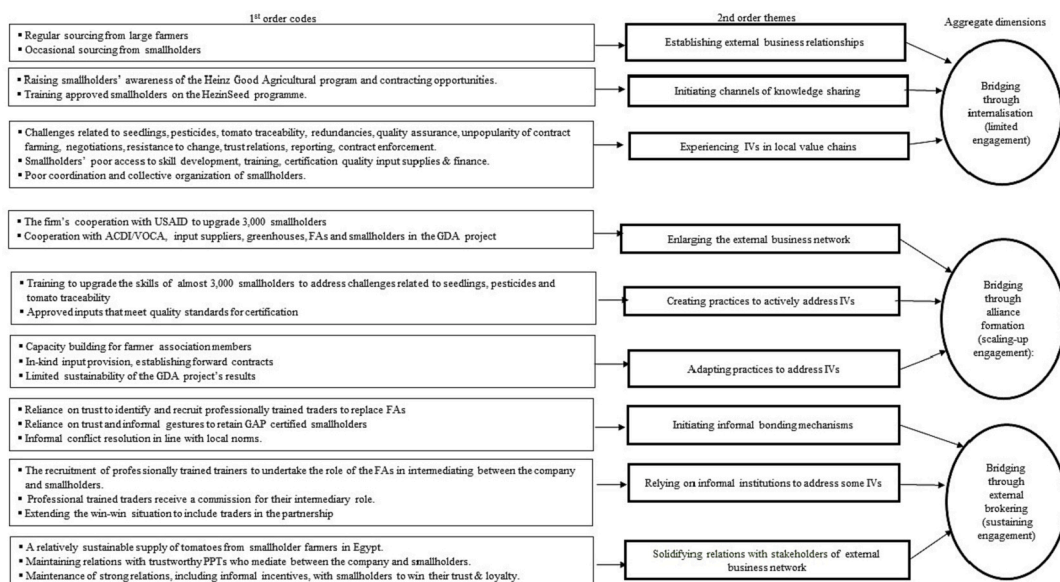 1st order codes
2nd order themes
Aggregate dimensions
▪ Regular sourcing from large farmers
▪ Occasional sourcing from smallholders
Establishing external business relationships
▪ Raising smallholders' awareness of the Heinz Good Agricultural program and contracting opportunities.
▪ Training approved smallholders on the HezinSeed programme.
Initiating channels of knowledge sharing
▪ Challenges related to seedlings, pesticides, tomato traceability, redundancies, quality assurance, unpopularity of contract
farming, negotiations, resistance to change, trust relations, reporting, contract enforcement.
▪ Smallholders' poor access to skill development, training, certification quality input supplies & finance.
▪ Poor coordination and collective organization of smallholders.
Experiencing IVs in local value chains
Bridging
through
internalisation
(limited
engagement)
▪ The firm's cooperation with USAID to upgrade 3,000 smallholders
▪ Cooperation with ACDI/VOCA, input suppliers, greenhouses, FAs and smallholders in the GDA project
Enlarging the external business network
▪ Training to upgrade the skills of almost 3,000 smallholders to address challenges related to seedlings, pesticides and
tomato traceability
▪ Approved inputs that meet quality standards for certification
Creating practices to actively address IVs
▪ Capacity building for farmer association members
▪ In-kind input provision, establishing forward contracts
▪ Limited sustainability of the GDA project's results
Adapting practices to address IVs
Bridging
through
alliance
formation
(scaling-up
engagement):
▪ Reliance on trust to identify and recruit professionally trained traders to replace FAs
▪ Reliance on trust and informal gestures to retain GAP certified smallholders
▪ Informal conflict resolution in line with local norms.
Initiating informal bonding mechanisms
▪ The recruitment of professionally trained trainers to undertake the role of the FAs in intermediating between the company
and smallholders.
▪ Professional trained traders receive a commission for their intermediary role.
▪ Extending the win-win situation to include traders in the partnership
Relying on informal institutions to address some IVs
▪ A relatively sustainable supply of tomatoes from smallholder farmers in Egypt.
▪ Maintaining relations with trustworthy PPTs who mediate between the company and smallholders.
▪ Maintenance of strong relations, including informal incentives, with smallholders to win their trust & loyalty.
Solidifying relations with stakeholders of external
business network
Bridging
through
external
brokering
(sustaining
engagement)